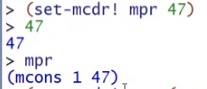 > (set-mcdr! mpr 47)
> 47
47
> mpr
(mcons 1 47)